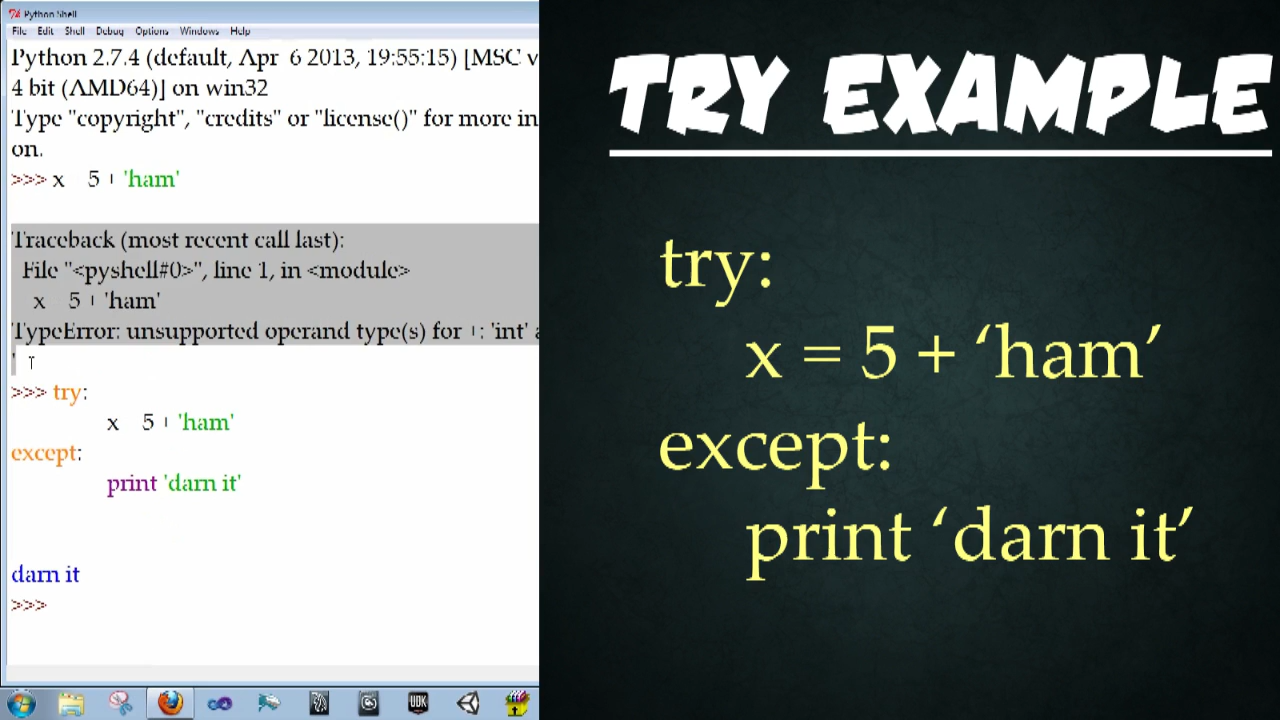 Python Shell
File Edit Shell Debug Options Windows Help
Python 2.7.4 (default, Apr 6 2013, 19:55:15) [MSC v
4 bit (AMD64)] on win32
Type "copyright", "credits" or "license()" for more in
on.
>>> x = 5 + 'ham'
Traceback (most recent call last):
File "<pyshell#0>", line 1, in <module>
x = 5 + 'ham'
TypeError: unsupported operand type(s) for +: 'int' a
'
>>> try:
x = 5 + 'ham'
except:
print 'darn it'
darn it
>>>
UDK
TRY EXAMPLE
try:
x = 5 + ‘ham’
except:
print ‘darn it’